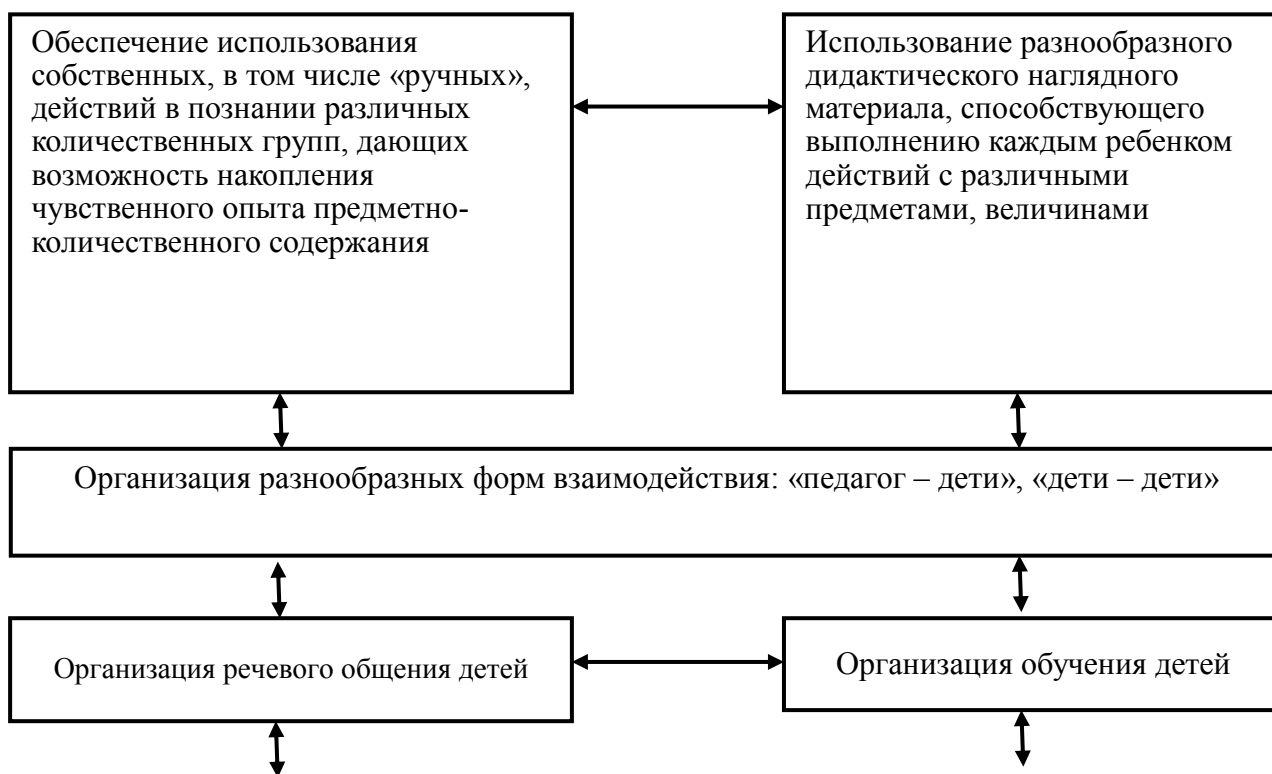 Обеспечение использования
собственных, в том числе «ручных»,
действий в познании различных
количественных групп, дающих
возможность накопления
чувственного опыта предметно-
количественного содержания
Использование разнообразного
дидактического наглядного
материала, способствующего
выполнению каждым ребенком
действий с различными
предметами, величинами
Организация разнообразных форм взаимодействия: «педагог – дети», «дети – дети»
Организация речевого общения детей
Организация обучения детей